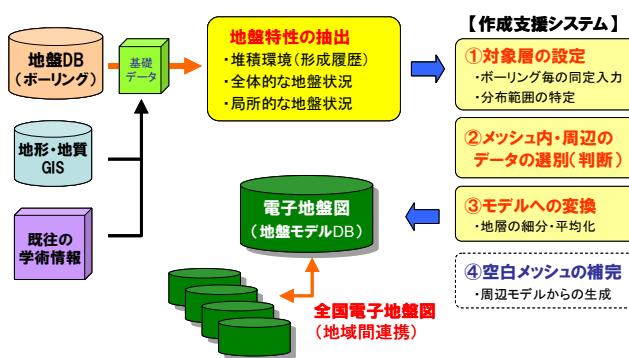 地盤DB
(ボーリング)
基礎
データ
地盤特性の抽出
・堆積環境(形成履歴)
・全体的な地盤状況
・局所的な地盤状況
地形・地質
GIS
既往の
学術情報
【作成支援システム】
①対象層の設定
・ボーリング毎の同定入力
・分布範囲の特定
②メッシュ内・周辺の
データの選別(判断)
③モデルへの変換
・地層の細分・平均化
④空白メッシュの補完
・周辺モデルからの生成
電子地盤図
(地盤モデルDB)
全国電子地盤図
(地域間連携)